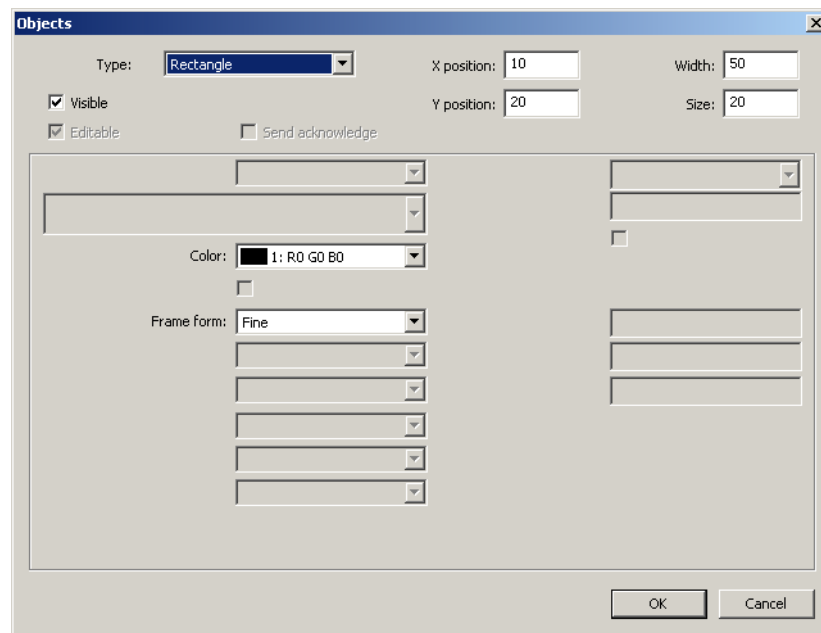 Objects
Type: Rectangle X position: 10 Width: 50
Visible Y position: 20 Size: 20
Editable Send acknowledge
Color: 1: R0 G0 B0
Frame form: Fine
OK Cancel